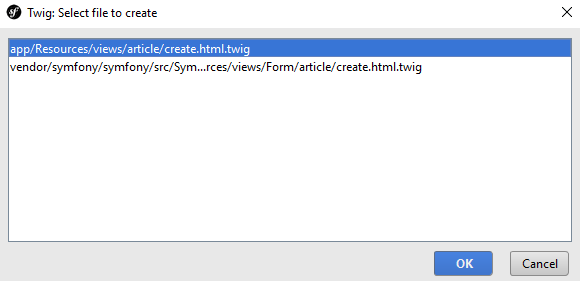 sf Twig: Select file to create
app/Resources/views/article/create.html.twig
vendor/symfony/symfony/src/Sym...rces/views/Form/article/create.html.twig
OK Cancel